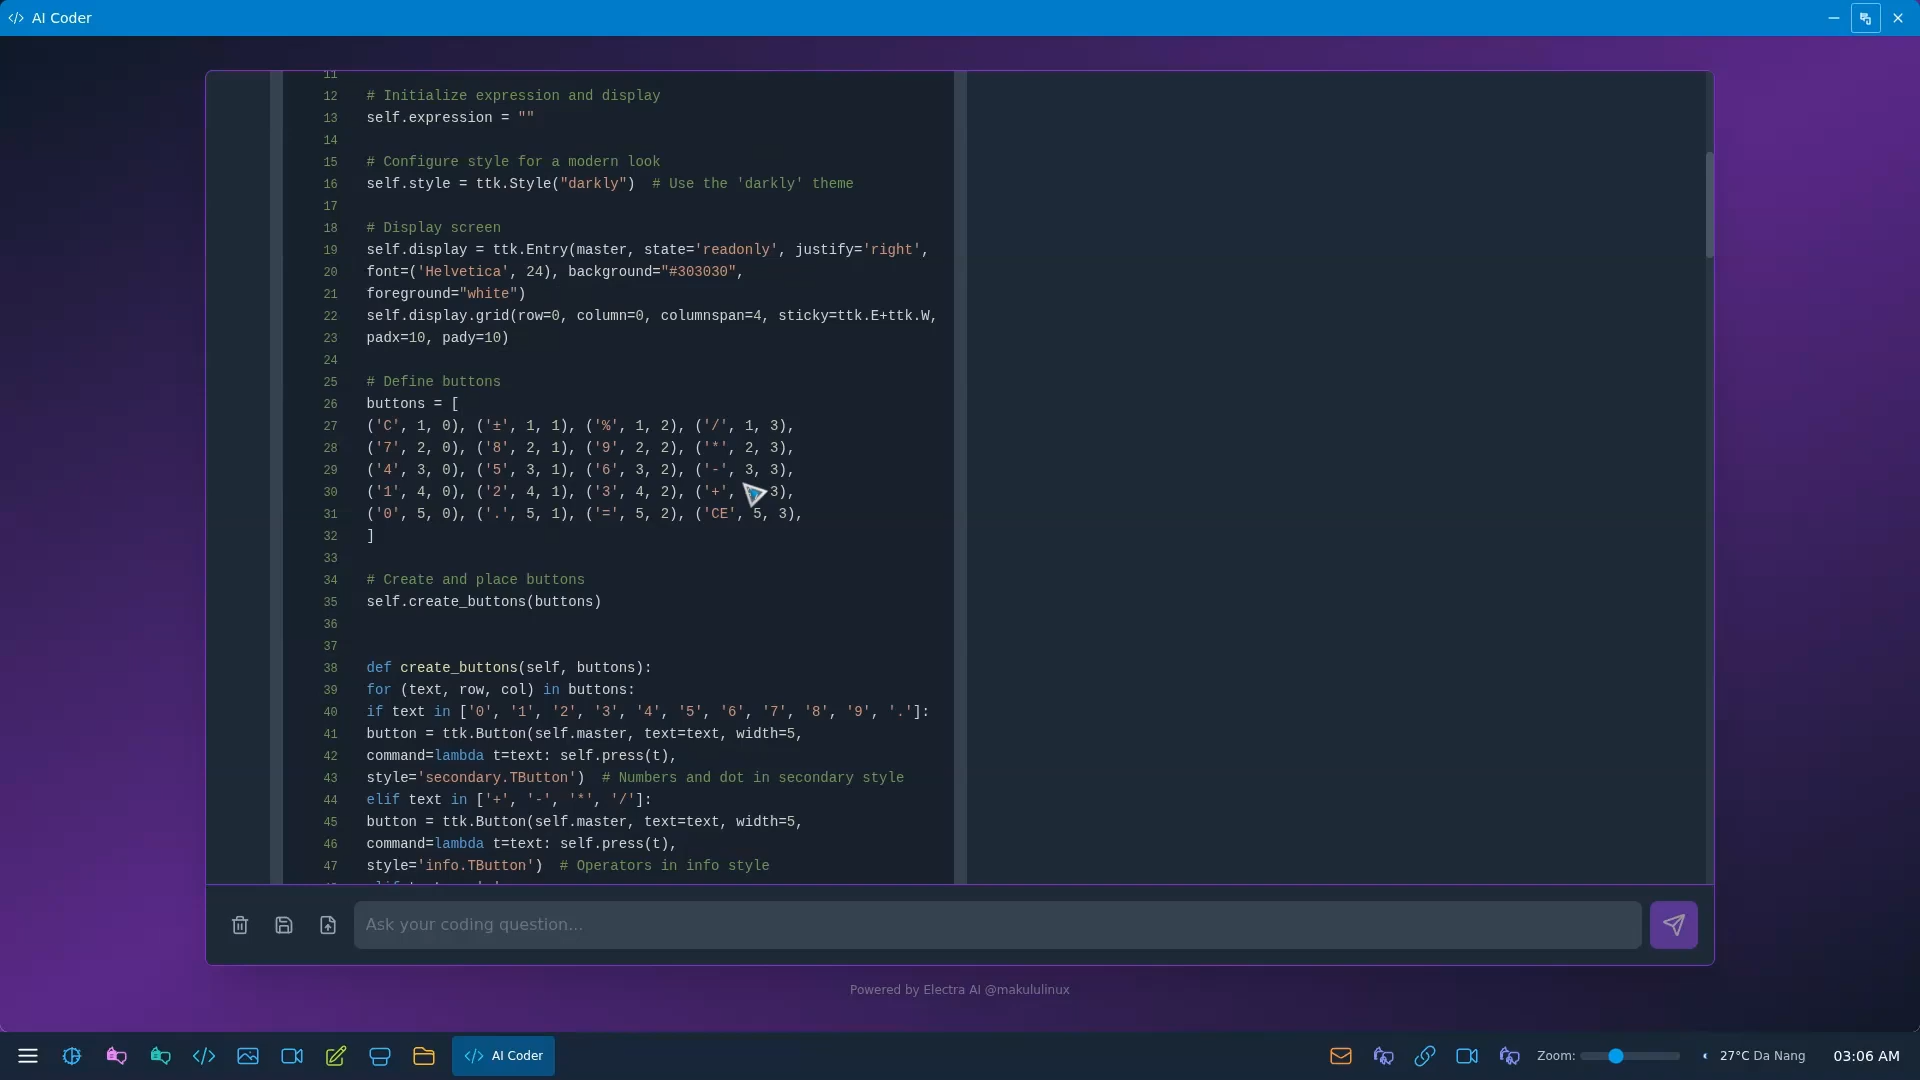 AI Coder
11
12 # Initialize expression and display
13 self.expression = ""
14
15 # Configure style for a modern look
16 self.style = ttk.Style("darkly")  # Use the 'darkly' theme
17
18 # Display screen
19 self.display = ttk.Entry(master, state='readonly', justify='right',
20 font=('Helvetica', 24), background="#303030",
21 foreground="white")
22 self.display.grid(row=0, column=0, columnspan=4, sticky=ttk.E+ttk.W,
23 padx=10, pady=10)
24
25 # Define buttons
26 buttons = [
27 ('C', 1, 0), ('±', 1, 1), ('%', 1, 2), ('/', 1, 3),
28 ('7', 2, 0), ('8', 2, 1), ('9', 2, 2), ('*', 2, 3),
29 ('4', 3, 0), ('5', 3, 1), ('6', 3, 2), ('-', 3, 3),
30 ('1', 4, 0), ('2', 4, 1), ('3', 4, 2), ('+', 3),
31 ('0', 5, 0), ('.', 5, 1), ('=', 5, 2), ('CE', 5, 3),
32 ]
33
34 # Create and place buttons
35 self.create_buttons(buttons)
36
37
38 def create_buttons(self, buttons):
39 for (text, row, col) in buttons:
40 if text in ['0', '1', '2', '3', '4', '5', '6', '7', '8', '9', '.']:
41 button = ttk.Button(self.master, text=text, width=5,
42 command=lambda t=text: self.press(t),
43 style='secondary.TButton')  # Numbers and dot in secondary style
44 elif text in ['+', '-', '*', '/']:
45 button = ttk.Button(self.master, text=text, width=5,
46 command=lambda t=text: self.press(t),
47 style='info.TButton')  # Operators in info style
Ask your coding question...
Powered by Electra AI @makululinux
AI Coder
Zoom:
27°C Da Nang
03:06 AM